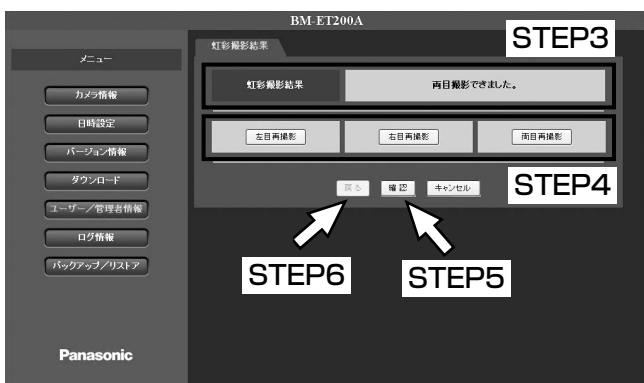 BM-ET200A
虹彩撮影結果
STEP3
メニュー
虹彩撮影結果
両目撮影できました。
カメラ情報
日時設定
左目再撮影
右目再撮影
両目再撮影
バージョン情報
ダウンロード
戻る
確認
キャンセル
STEP4
ユーザー/管理者情報
ログ情報
STEP6
STEP5
バックアップ/リストア
Panasonic